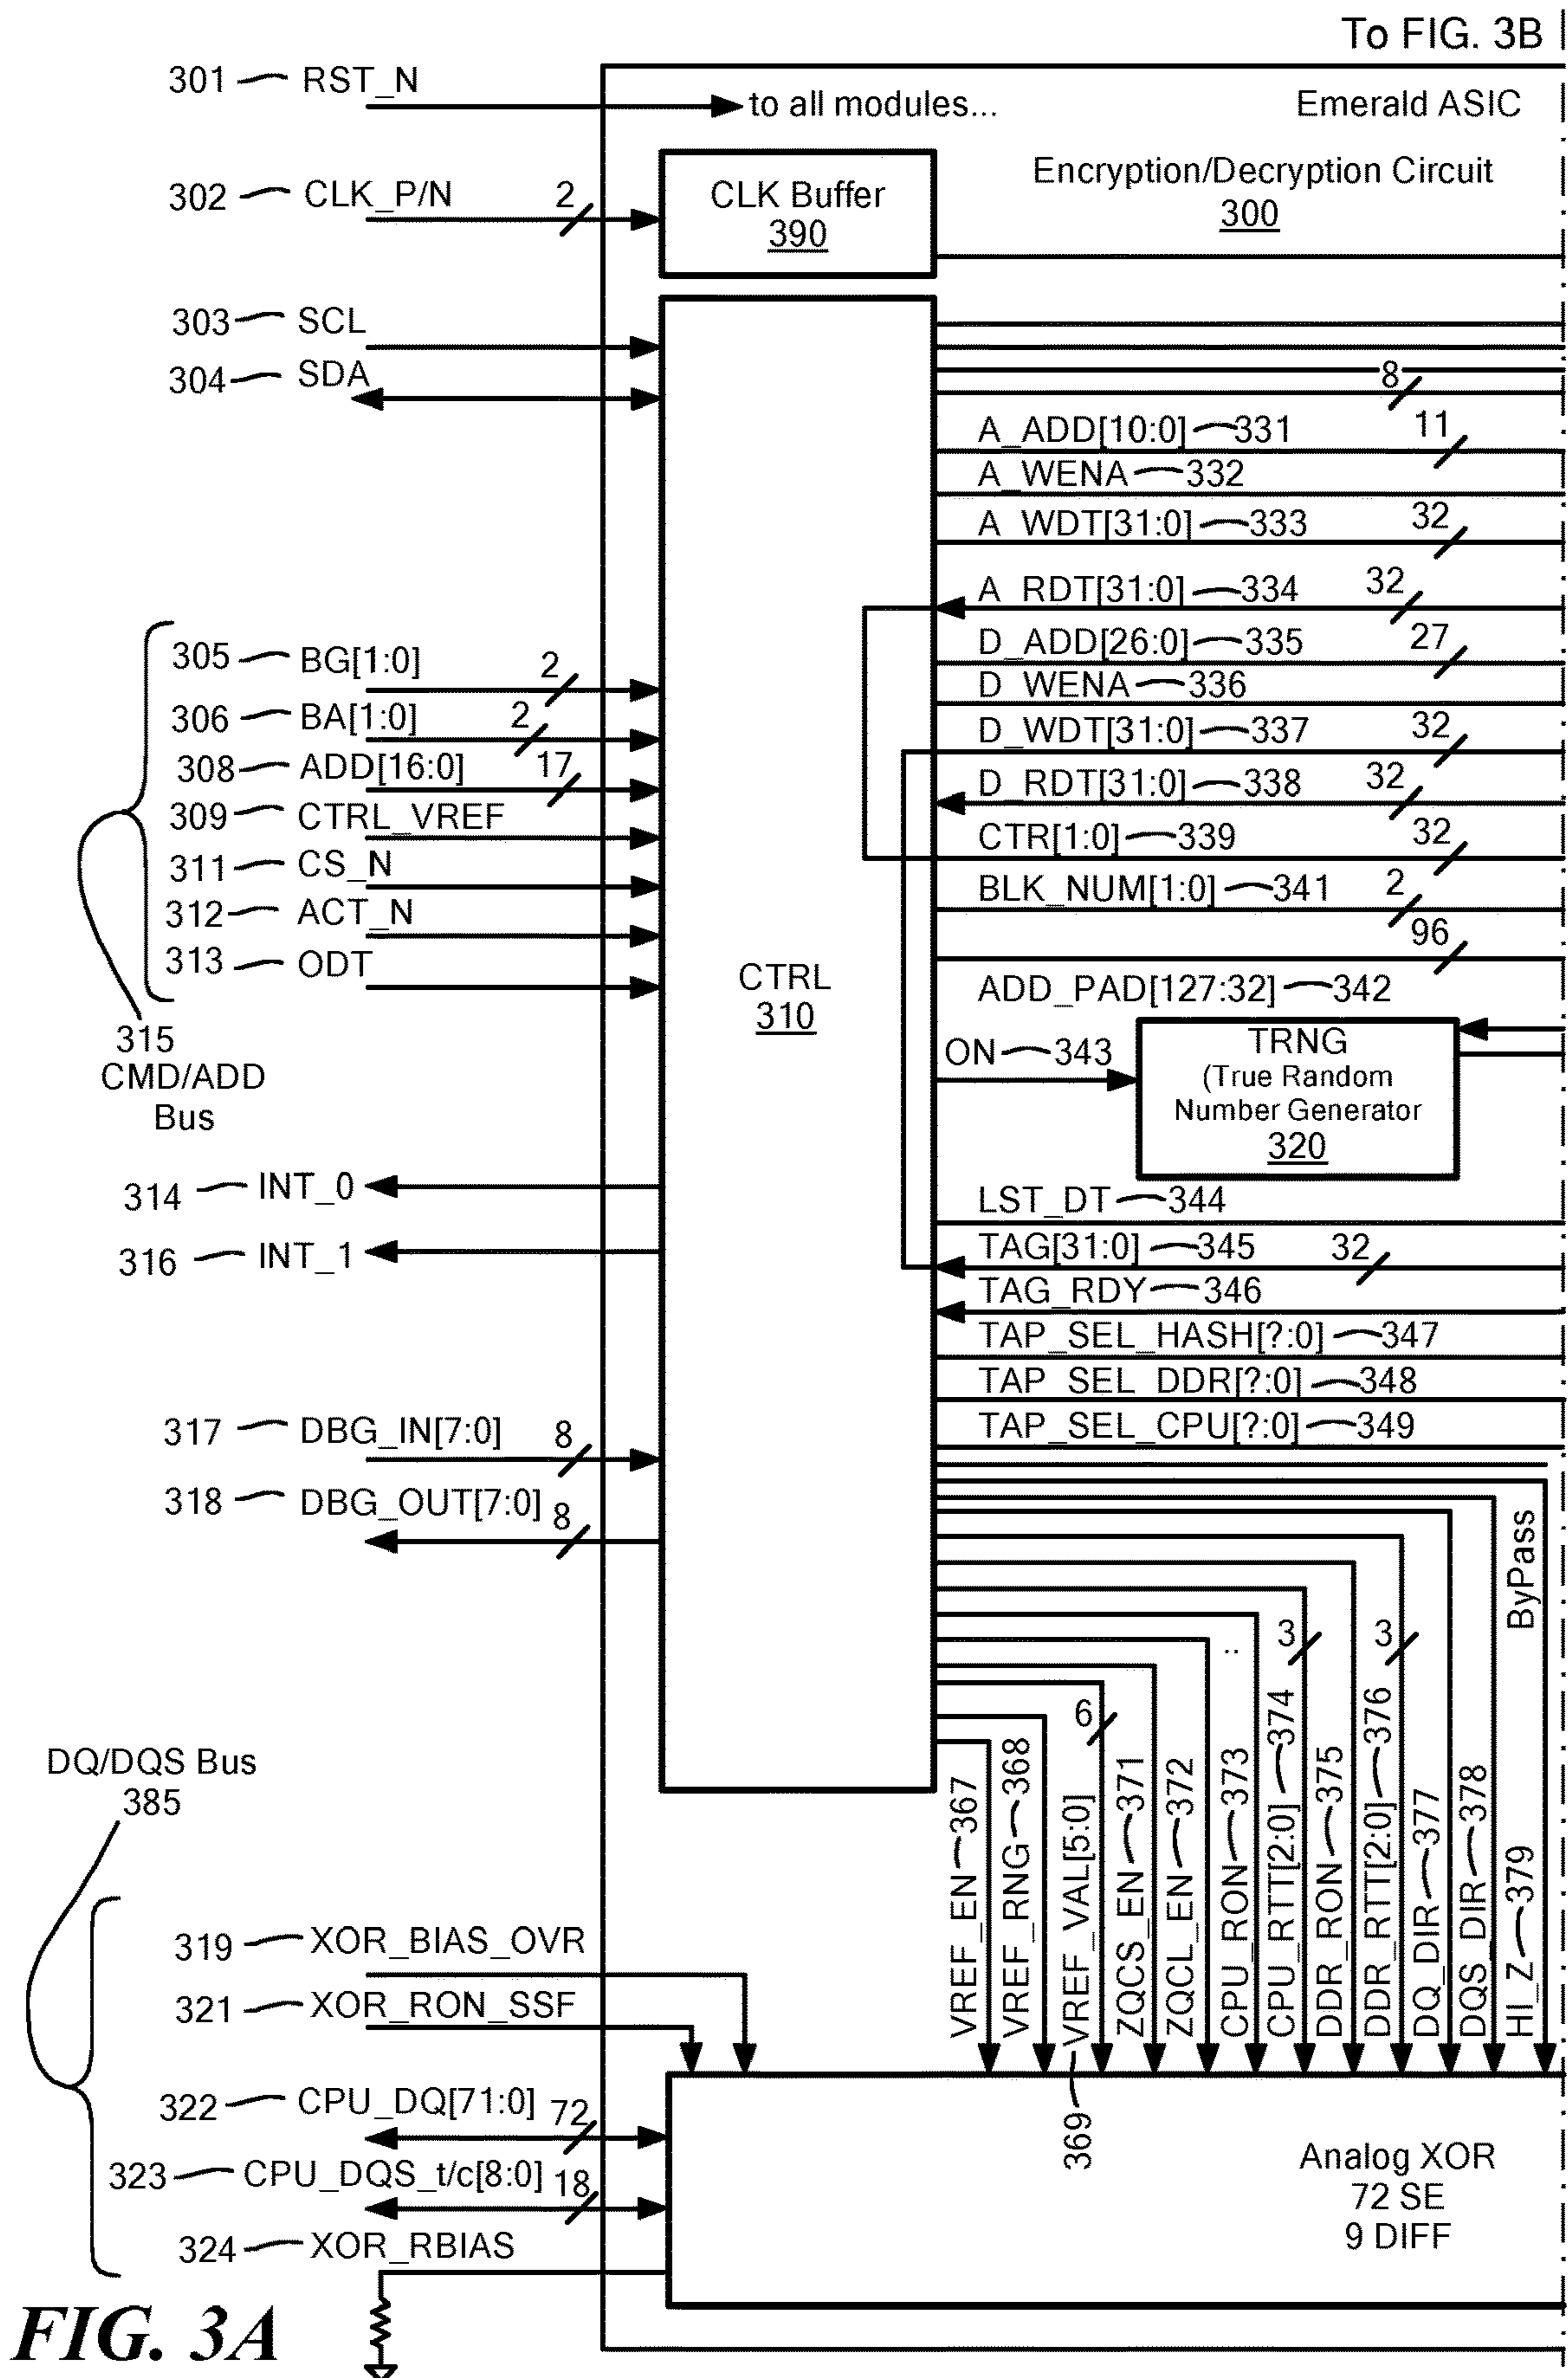 To FIG. 3B
301 RST_N
to all modules...
Emerald ASIC
302 CLK_P/N 2
CLK Buffer
390
Encryption/Decryption Circuit
300
303 SCL
304 SDA
8
A_ADD[10:0] 331 11
A_WENA 332
A_WDT[31:0] 333 32
A_RDT[31:0] 334 32
D_ADD[26:0] 335 27
D_WENA 336
D_WDT[31:0] 337 32
D_RDT[31:0] 338 32
CTR[1:0] 339 32
BLK_NUM[1:0] 341 2
96
ADD_PAD[127:32] 342
305 BG[1:0] 2
306 BA[1:0] 2
308 ADD[16:0] 17
309 CTRL_VREF
311 CS_N
312 ACT_N
313 ODT
315
CMD/ADD
Bus
CTRL
310
ON 343
TRNG
(True Random
Number Generator
320
314 INT_0
316 INT_1
LST_DT 344
TAG[31:0] 345 32
TAG_RDY 346
TAP_SEL_HASH[?:0] 347
TAP_SEL_DDR[?:0] 348
TAP_SEL_CPU[?:0] 349
317 DBG_IN[7:0] 8
318 DBG_OUT[7:0] 8
ByPass
..
3
3
6
VREF_EN 367
VREF_RNG 368
VREF_VAL[5:0]
369
ZQCS_EN 371
ZQCL_EN 372
CPU_RON 373
CPU_RTT[2:0] 374
DDR_RON 375
DDR_RTT[2:0] 376
DQ_DIR 377
DQS_DIR 378
HI_Z 379
DQ/DQS Bus
385
319 XOR_BIAS_OVR
321 XOR_RON_SSF
322 CPU_DQ[71:0] 72
323 CPU_DQS_t/c[8:0] 18
324 XOR_RBIAS
Analog XOR
72 SE
9 DIFF
FIG. 3A